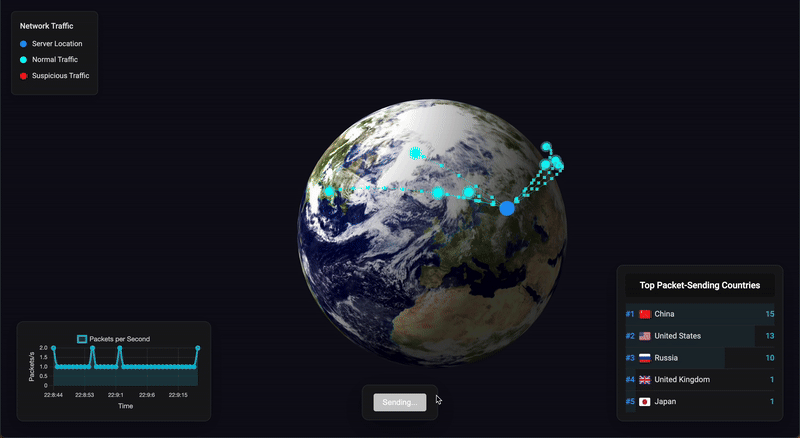 Network Traffic
Server Location
Normal Traffic
Suspicious Traffic
Top Packet-Sending Countries
#1 China 15
#2 United States 13
#3 Russia 10
#4 United Kingdom 1
#5 Japan 1
Packets per Second
Packets/s
2.0
1.5
1.0
0.5
0
22:8:44 22:8:53 22:9:1 22:9:6 22:9:15
Time
Sending...